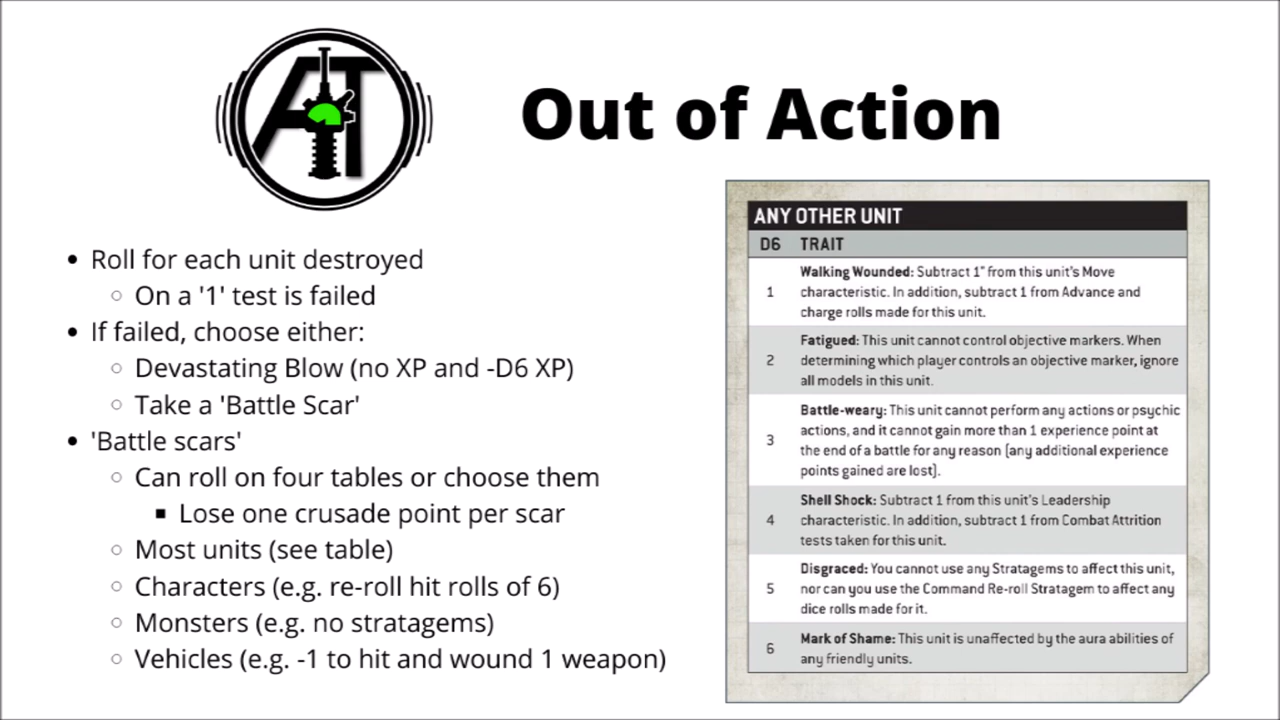 AT
Out of Action
• Roll for each unit destroyed
○ On a '1' test is failed
• If failed, choose either:
○ Devastating Blow (no XP and -D6 XP)
○ Take a 'Battle Scar'
• 'Battle scars'
○ Can roll on four tables or choose them
▪ Lose one crusade point per scar
○ Most units (see table)
○ Characters (e.g. re-roll hit rolls of 6)
○ Monsters (e.g. no stratagems)
○ Vehicles (e.g. -1 to hit and wound 1 weapon)
ANY OTHER UNIT
D6 TRAIT
1 Walking Wounded: Subtract 1" from this unit's Move
characteristic. In addition, subtract 1 from Advance and
charge rolls made for this unit.
2 Fatigued: This unit cannot control objective markers. When
determining which player controls an objective marker, ignore
all models in this unit.
3 Battle-weary: This unit cannot perform any actions or psychic
actions, and it cannot gain more than 1 experience point at
the end of a battle for any reason (any additional experience
points gained are lost).
4 Shell Shock: Subtract 1 from this unit's Leadership
characteristic. In addition, subtract 1 from Combat Attrition
tests taken for this unit.
5 Disgraced: You cannot use any Stratagems to affect this unit,
nor can you use the Command Re-roll Stratagem to affect any
dice rolls made for it.
6 Mark of Shame: This unit is unaffected by the aura abilities of
any friendly units.